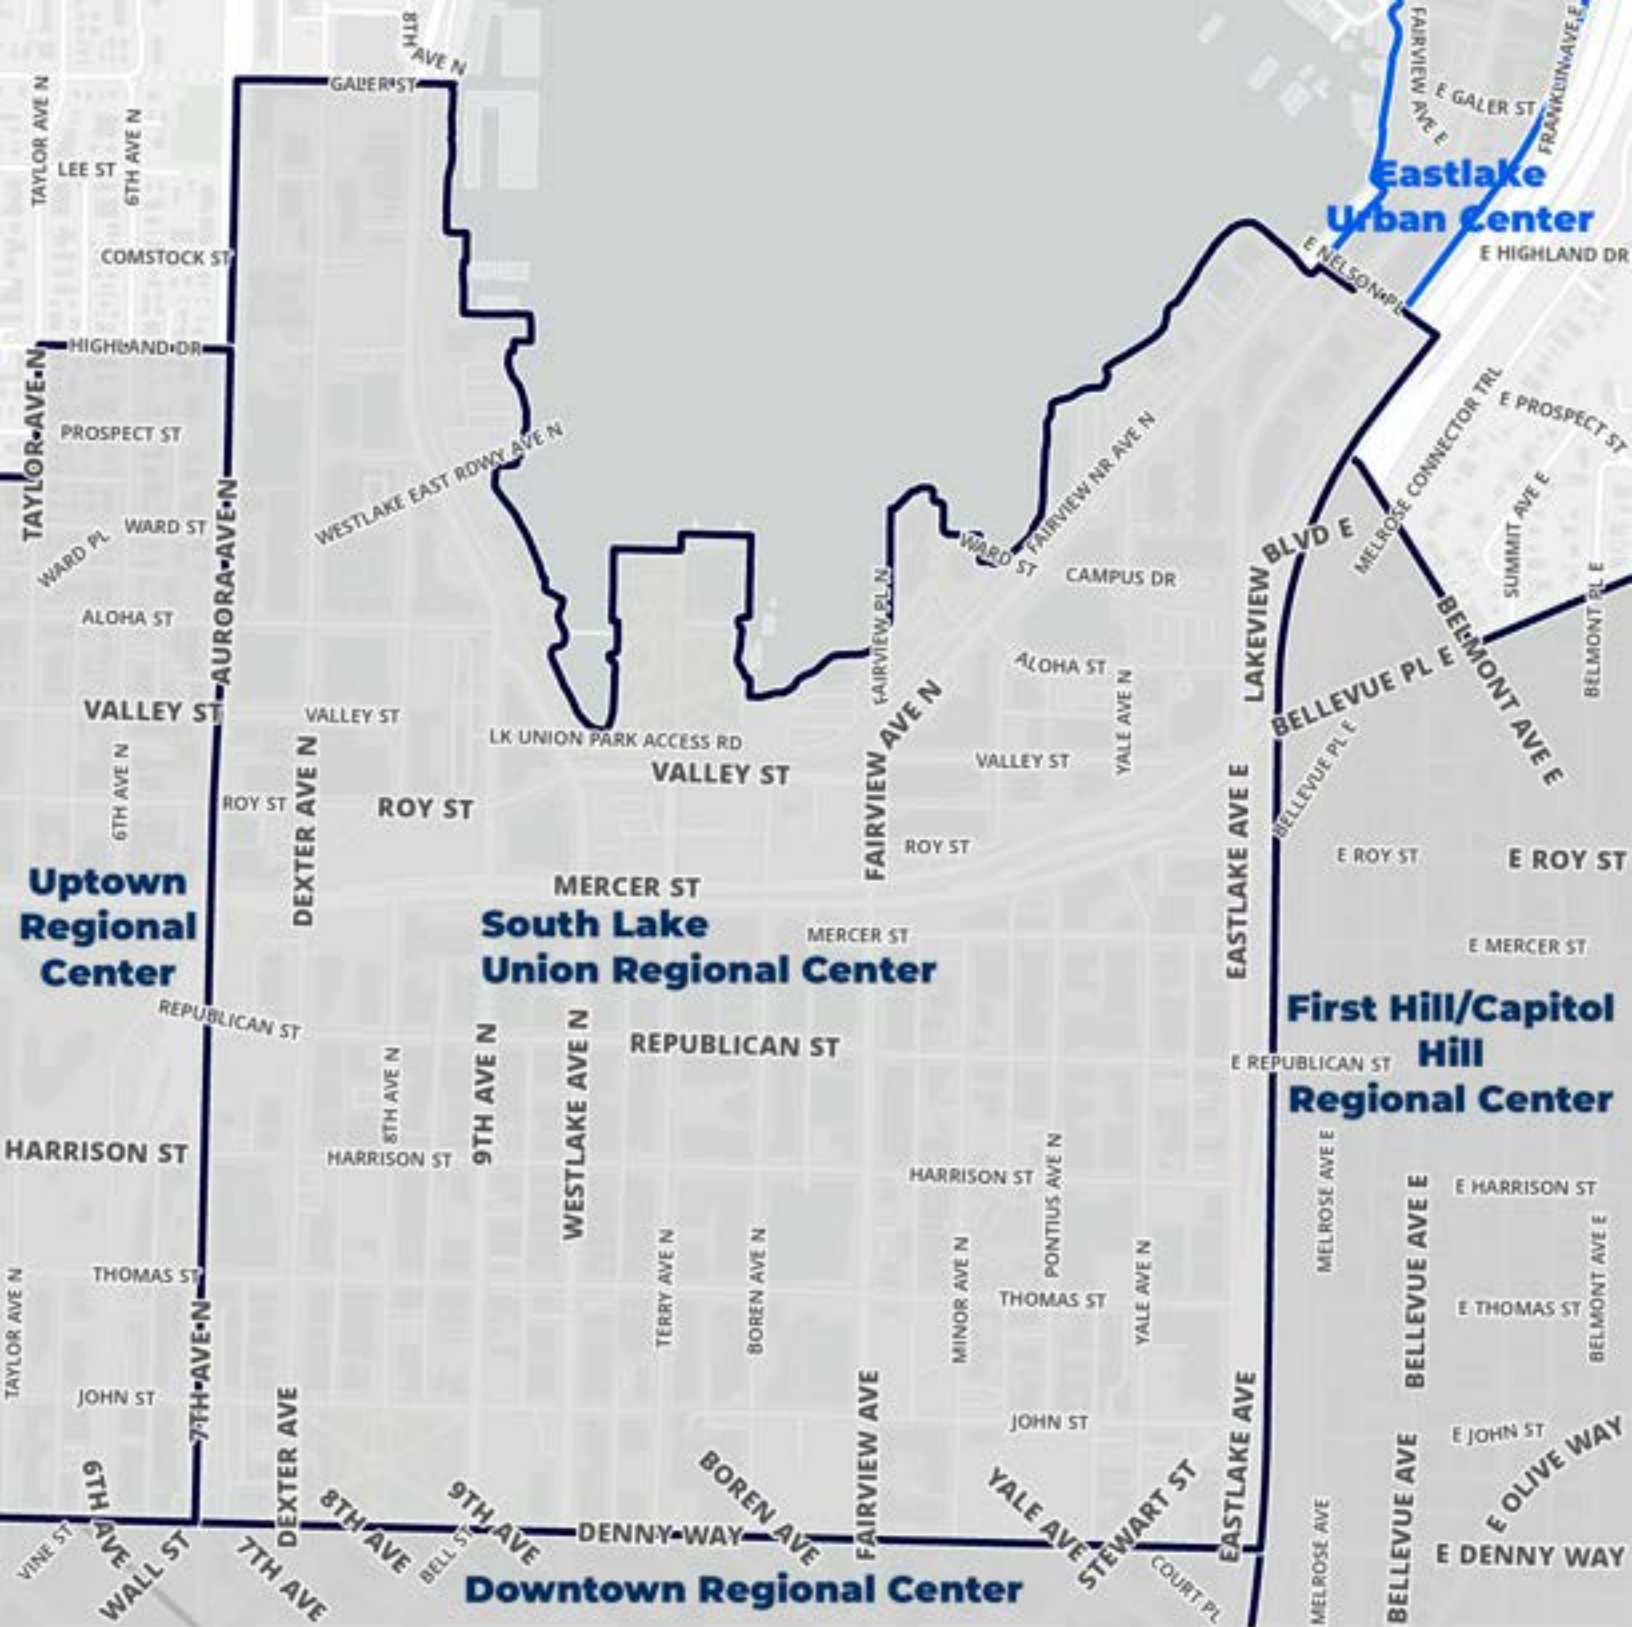 8TH
AVE N
GALER ST
TAYLOR AVE N
6TH AVE N
LEE ST
COMSTOCK ST
FAIRVIEW AVE E
E GALER ST
FRANKLIN AVE E
Eastlake
Urban Center
E NELSON PL
E HIGHLAND DR
HIGHLAND DR
TAYLOR AVE N
PROSPECT ST
WESTLAKE EAST RDWY AVE N
WARD ST
WARD PL
ALOHA ST
AURORA AVE N
FAIRVIEW NR AVE N
WARD ST
CAMPUS DR
MELROSE CONNECTOR TRL
E PROSPECT ST
SUMMIT AVE E
BELMONT PL E
LAKEVIEW BLVD E
BELMONT AVE E
BELLEVUE PL E
FAIRVIEW PL N
ALOHA ST
YALE AVE N
VALLEY ST
VALLEY ST
6TH AVE N
LK UNION PARK ACCESS RD
VALLEY ST
FAIRVIEW AVE N
VALLEY ST
BELLEVUE PL E
ROY ST
DEXTER AVE N
ROY ST
ROY ST
EASTLAKE AVE E
E ROY ST
E ROY ST
Uptown
Regional
Center
MERCER ST
South Lake
Union Regional Center
MERCER ST
E MERCER ST
First Hill/Capitol
Hill
Regional Center
REPUBLICAN ST
REPUBLICAN ST
E REPUBLICAN ST
8TH AVE N
9TH AVE N
WESTLAKE AVE N
HARRISON ST
HARRISON ST
HARRISON ST
PONTIUS AVE N
MELROSE AVE E
BELLEVUE AVE E
E HARRISON ST
BELMONT AVE E
TAYLOR AVE N
THOMAS ST
TERRY AVE N
BOREN AVE N
MINOR AVE N
THOMAS ST
YALE AVE N
E THOMAS ST
7TH AVE N
JOHN ST
JOHN ST
E JOHN ST
E OLIVE WAY
6TH AVE
DEXTER AVE
8TH AVE
9TH AVE
BELL ST
DENNY WAY
BOREN AVE
FAIRVIEW AVE
YALE AVE
STEWART ST
EASTLAKE AVE
MELROSE AVE
BELLEVUE AVE
E DENNY WAY
VINE ST
WALL ST
7TH AVE
Downtown Regional Center
COURT PL